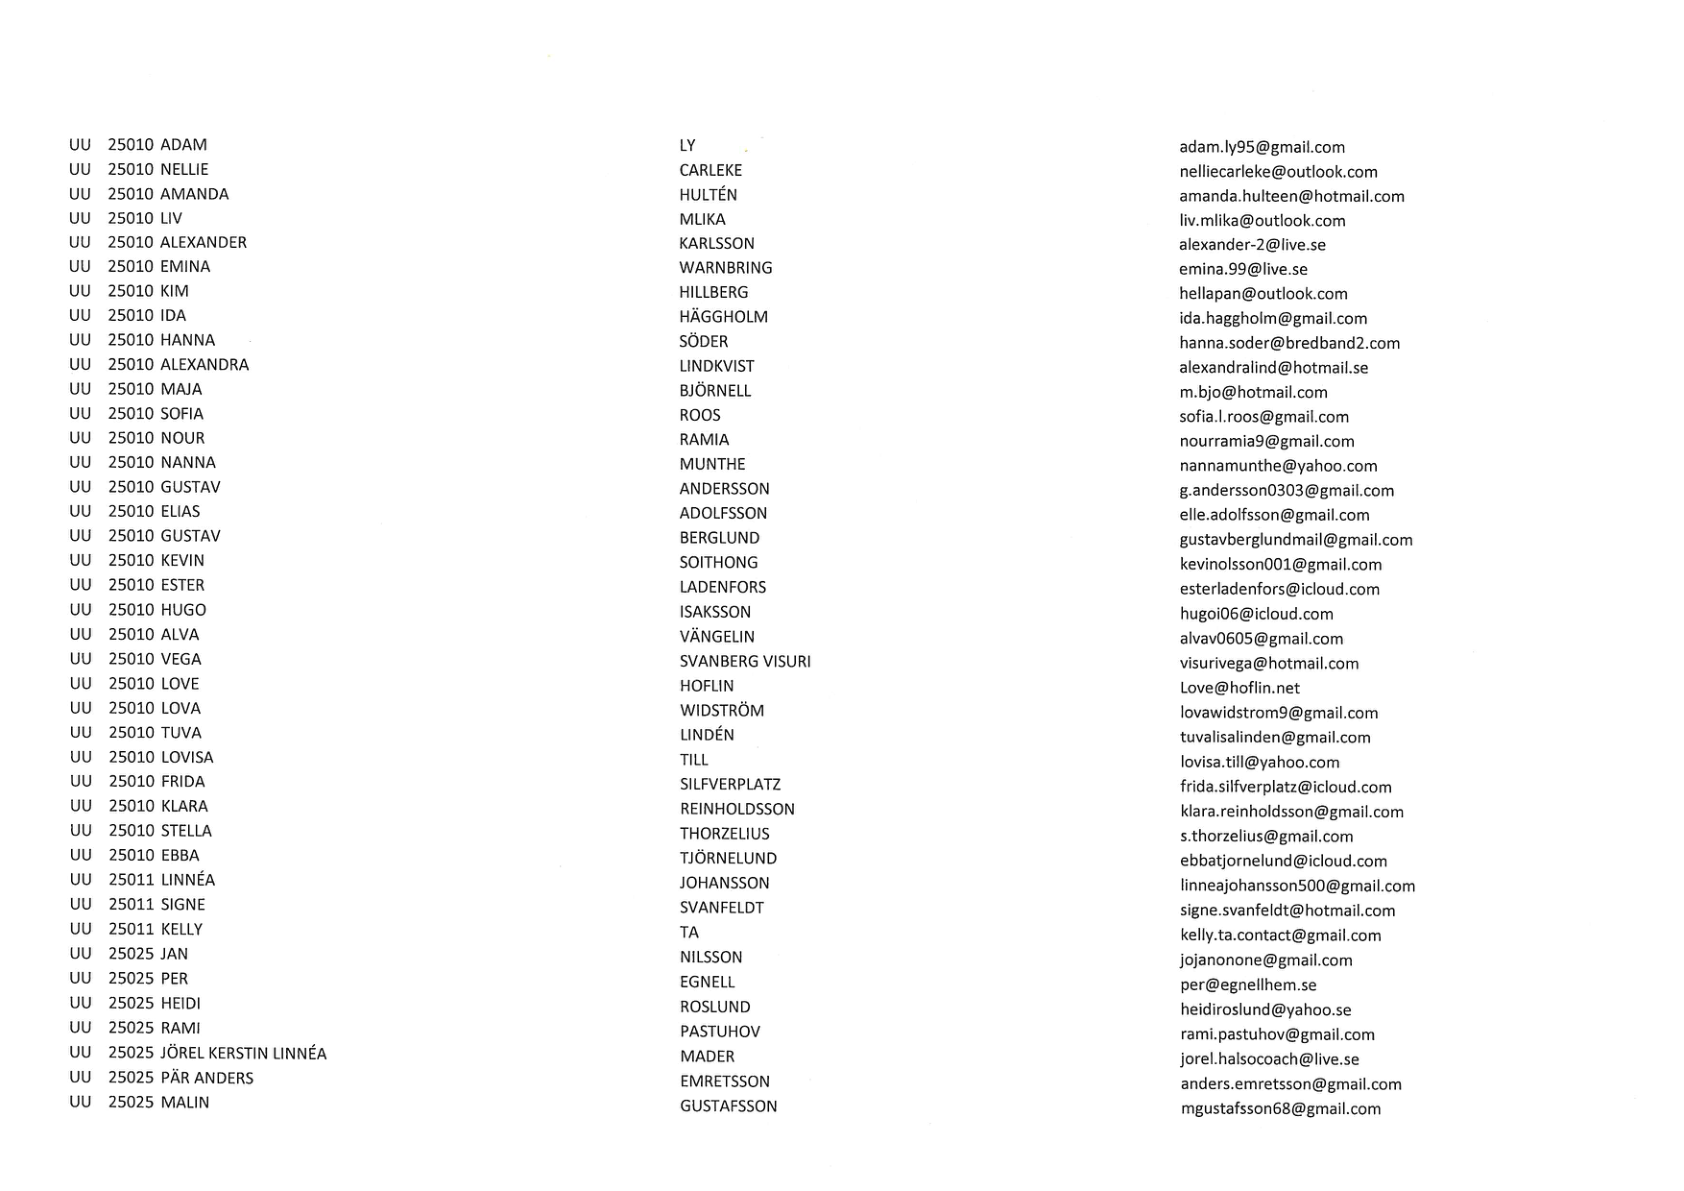 UU 25010 ADAM LY adam.ly95@gmail.com
UU 25010 NELLIE CARLEKE nelliecarleke@outlook.com
UU 25010 AMANDA HULTÉN amanda.hulteen@hotmail.com
UU 25010 LIV MLIKA liv.mlika@outlook.com
UU 25010 ALEXANDER KARLSSON alexander-2@live.se
UU 25010 EMINA WARNBRING emina.99@live.se
UU 25010 KIM HILLBERG hellapan@outlook.com
UU 25010 IDA HÄGGHOLM ida.haggholm@gmail.com
UU 25010 HANNA SÖDER hanna.soder@bredband2.com
UU 25010 ALEXANDRA LINDKVIST alexandralind@hotmail.se
UU 25010 MAJA BJÖRNELL m.bjo@hotmail.com
UU 25010 SOFIA ROOS sofia.l.roos@gmail.com
UU 25010 NOUR RAMIA nourramia9@gmail.com
UU 25010 NANNA MUNTHE nannamunthe@yahoo.com
UU 25010 GUSTAV ANDERSSON g.andersson0303@gmail.com
UU 25010 ELIAS ADOLFSSON elle.adolfsson@gmail.com
UU 25010 GUSTAV BERGLUND gustavberglundmail@gmail.com
UU 25010 KEVIN SOITHONG kevinolsson001@gmail.com
UU 25010 ESTER LADENFORS esterladenfors@icloud.com
UU 25010 HUGO ISAKSSON hugoi06@icloud.com
UU 25010 ALVA VÄNGELIN alvav0605@gmail.com
UU 25010 VEGA SVANBERG VISURI visurivega@hotmail.com
UU 25010 LOVE HOFLIN Love@hoflin.net
UU 25010 LOVA WIDSTRÖM lovawidstrom9@gmail.com
UU 25010 TUVA LINDÉN tuvalisalinden@gmail.com
UU 25010 LOVISA TILL lovisa.till@yahoo.com
UU 25010 FRIDA SILFVERPLATZ frida.silfverplatz@icloud.com
UU 25010 KLARA REINHOLDSSON klara.reinholdsson@gmail.com
UU 25010 STELLA THORZELIUS s.thorzelius@gmail.com
UU 25010 EBBA TJÖRNELUND ebbatjornelund@icloud.com
UU 25011 LINNÉA JOHANSSON linneajohansson500@gmail.com
UU 25011 SIGNE SVANFELDT signe.svanfeldt@hotmail.com
UU 25011 KELLY TA kelly.ta.contact@gmail.com
UU 25025 JAN NILSSON jojanonone@gmail.com
UU 25025 PER EGNELL per@egnellhem.se
UU 25025 HEIDI ROSLUND heidiroslund@yahoo.se
UU 25025 RAMI PASTUHOV rami.pastuhov@gmail.com
UU 25025 JÖREL KERSTIN LINNÉA MADER jorel.halsocoach@live.se
UU 25025 PÄR ANDERS EMRETSSON anders.emretsson@gmail.com
UU 25025 MALIN GUSTAFSSON mgustafsson68@gmail.com